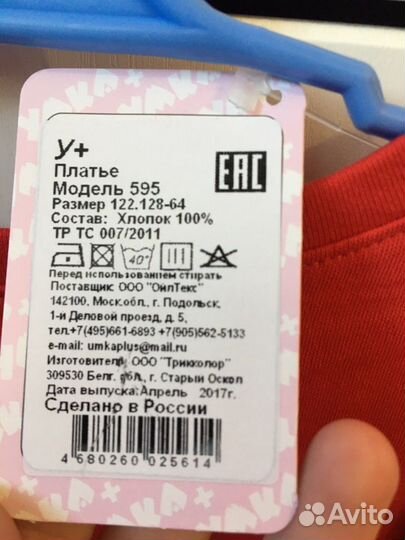 У+
Платье
Модель 595
Размер 122.128-64
Состав: Хлопок 100%
ТР ТС 007/2011
EAC
40°
Перед использованием стирать
Поставщик: ООО "ОйлТекс"
142100, Моск.обл., г. Подольск,
1-й Деловой проезд, д. 5,
тел.+7(495)661-6893 +7(905)562-5133
e-mail: umkaplus@mail.ru
Изготовитель ООО "Трикколор"
309530 Белг. обл., г. Старый Оскол
Дата выпуска:Апрель 2017г.
Сделано в России
4 680260 025614
Avito